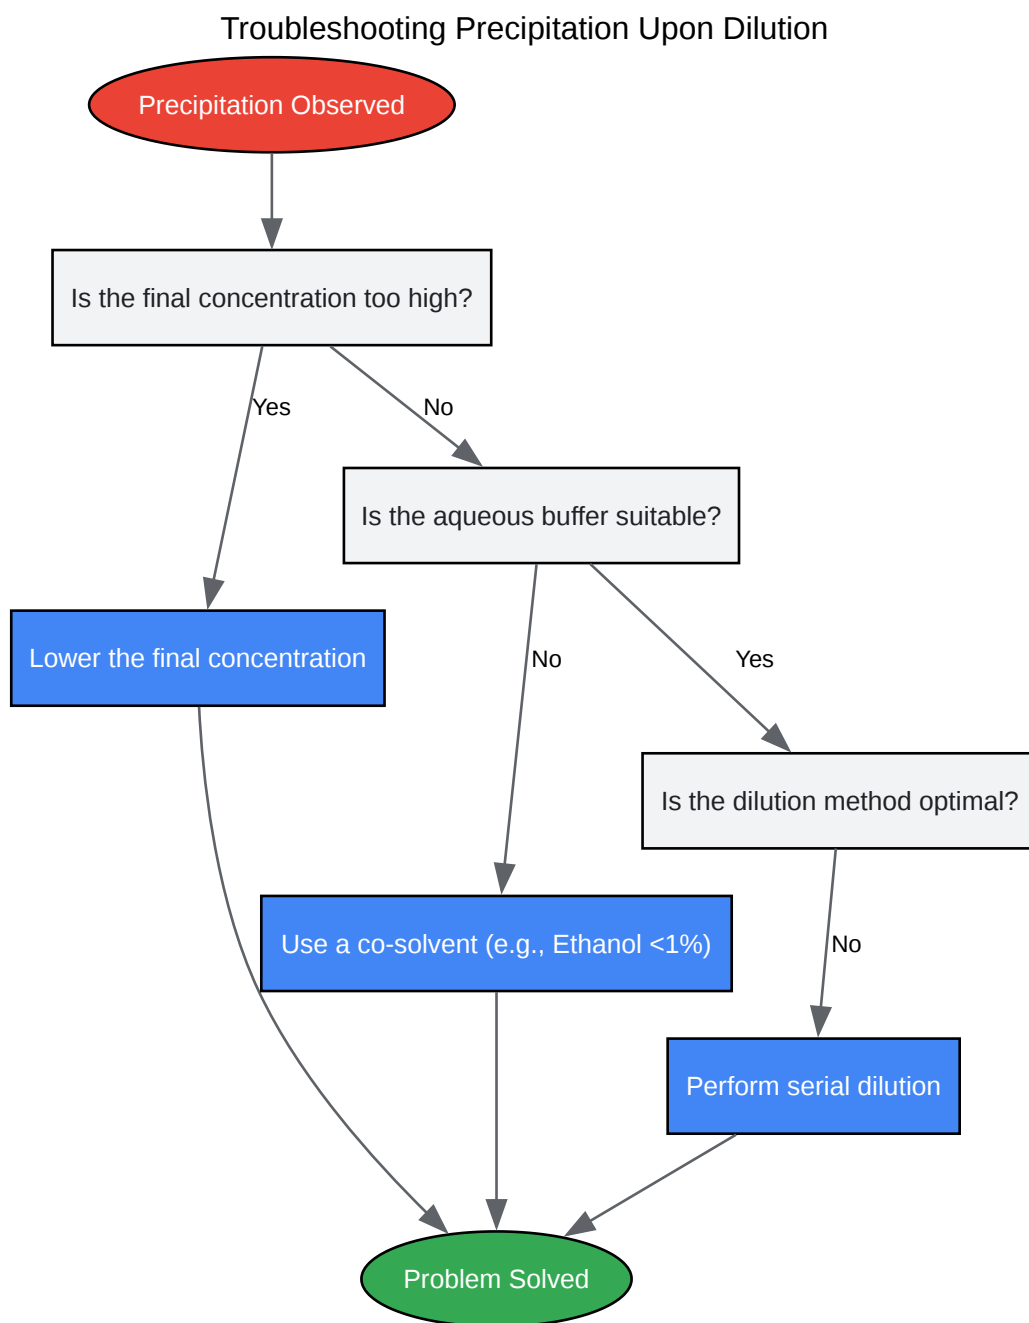 Troubleshooting Precipitation Upon Dilution
Precipitation Observed
Is the final concentration too high?
Yes
No
Is the aqueous buffer suitable?
Lower the final concentration
No
Yes
Is the dilution method optimal?
Use a co-solvent (e.g., Ethanol <1%)
No
Perform serial dilution
Problem Solved